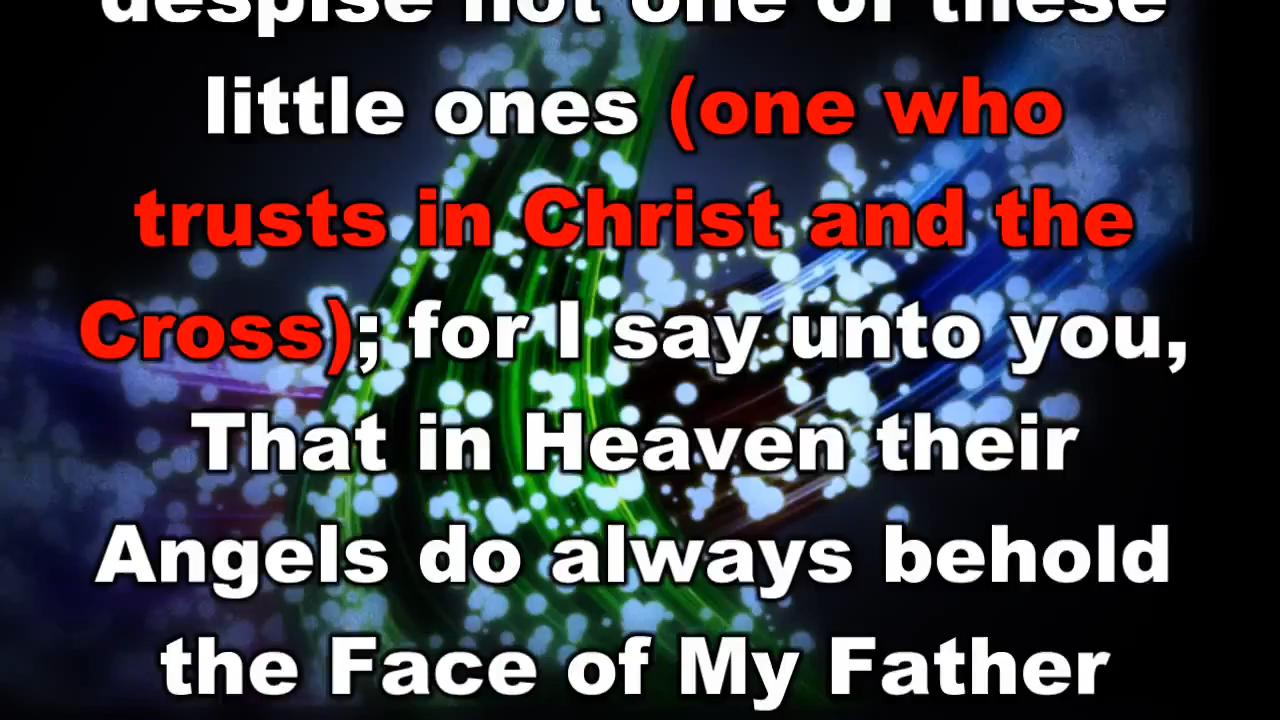 despise not one of these
little ones (one who
trusts in Christ and the
Cross); for I say unto you,
That in Heaven their
Angels do always behold
the Face of My Father